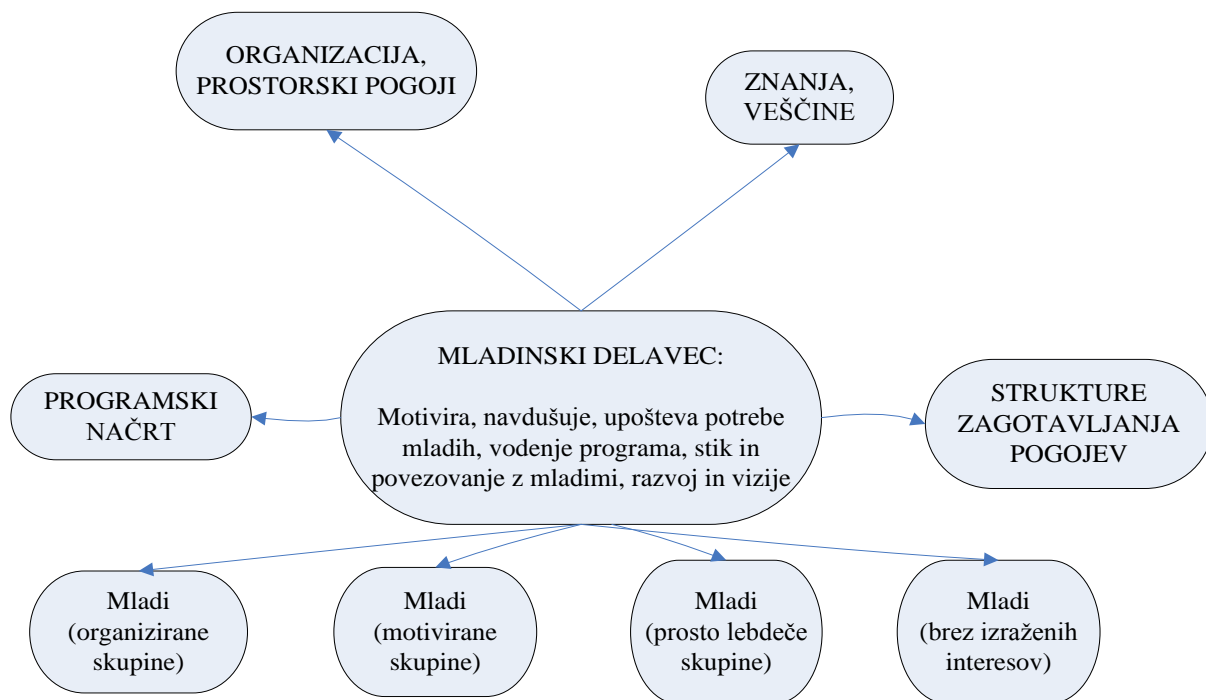 ORGANIZACIJA,
PROSTORSKI POGOJI
ZNANJA,
VEŠČINE
MLADINSKI DELAVEC:
Motivira, navdušuje, upošteva potrebe
mladih, vodenje programa, stik in
povezovanje z mladimi, razvoj in vizije
PROGRAMSKI
NAČRT
STRUKTURE
ZAGOTAVLJANJA
POGOJEV
Mladi
(organizirane
skupine)
Mladi
(motivirane
skupine)
Mladi
(prosto lebdeče
skupine)
Mladi
(brez izraženih
interesov)